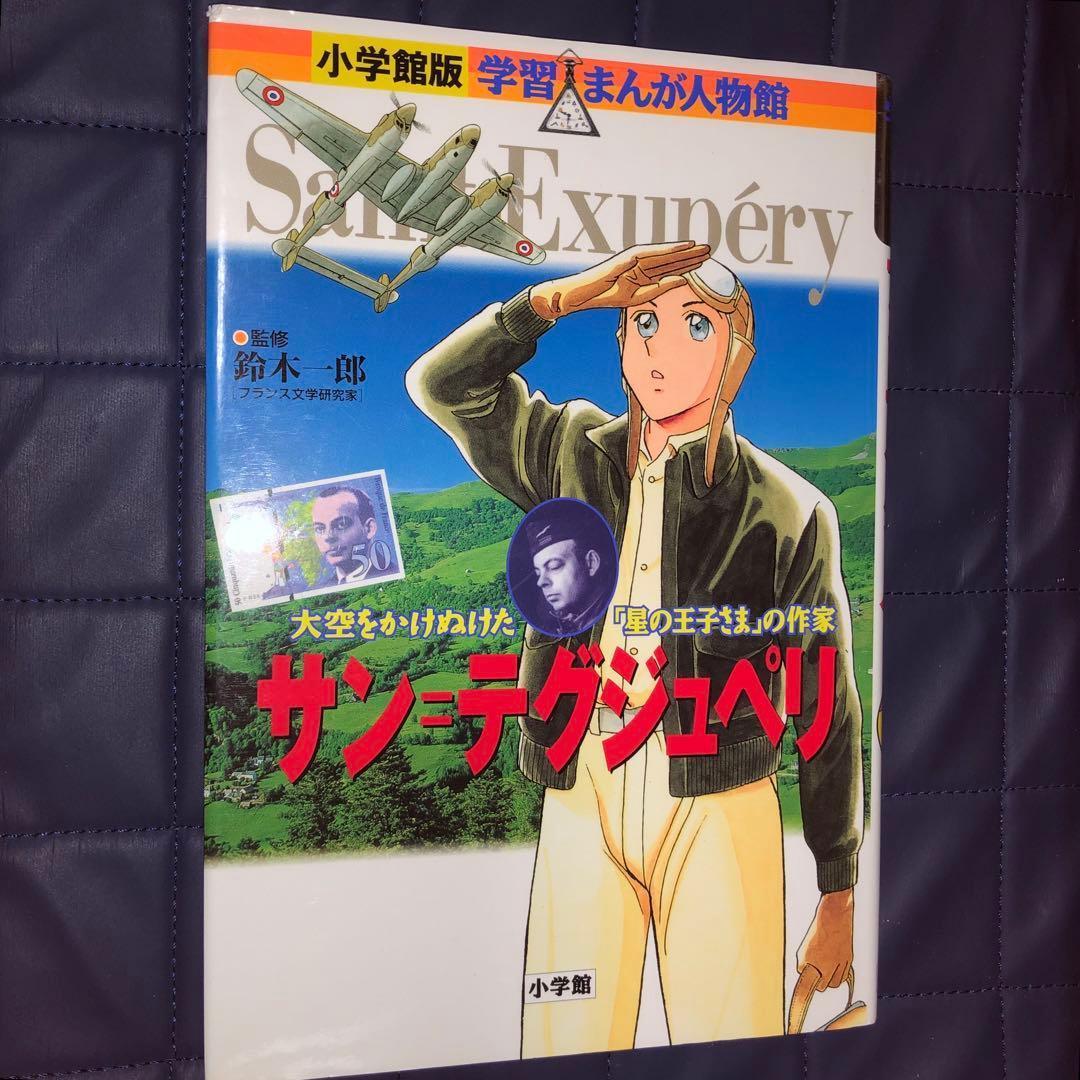 小学館版 学習まんが人物館
Saint Exupéry
監修
鈴木一郎
[フランス文学研究家]
50
大空をかけぬけた 「星の王子さま」の作家
サン=テグジュペリ
小学館